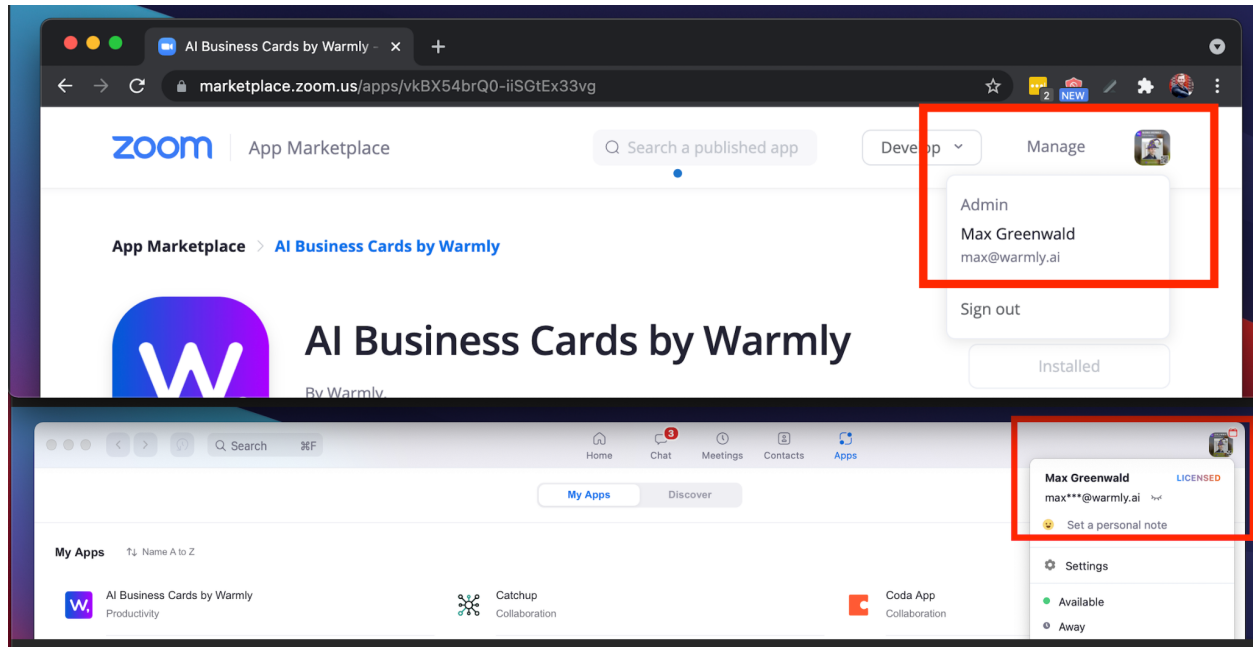 AI Business Cards by Warmly -
marketplace.zoom.us/apps/vkBX54brQ0-iiSGtEx33vg
2
NEW
zoom
App Marketplace
Search a published app
Develop
Manage
Admin
Max Greenwald
max@warmly.ai
Sign out
App Marketplace > AI Business Cards by Warmly
W,
AI Business Cards by Warmly
Installed
By Warmly.
Search ⌘F
Home
3
Chat
Meetings
Contacts
Apps
My Apps
Discover
Max Greenwald LICENSED
max***@warmly.ai
Set a personal note
Settings
Available
Away
My Apps
Name A to Z
W,
AI Business Cards by Warmly
Productivity
Catchup
Collaboration
Coda App
Collaboration